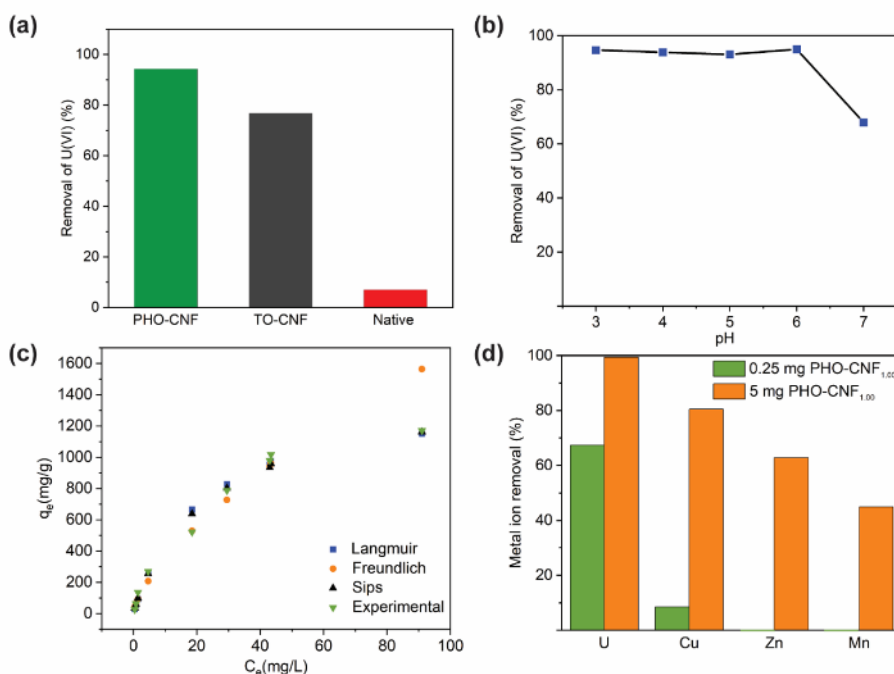 (a)
Removal of U(VI) (%)
100
80
60
40
20
0
PHO-CNF TO-CNF Native
(b)
Removal of U(VI) (%)
100
80
60
40
20
0
3 4 5 6 7
pH
(c)
qe(mg/g)
1600
1400
1200
1000
800
600
400
200
0
Langmuir
Freundlich
Sips
Experimental
0 20 40 60 80 100
Ce(mg/L)
(d)
Metal ion removal (%)
100
80
60
40
20
0.25 mg PHO-CNF1.00
5 mg PHO-CNF1.00
U Cu Zn Mn